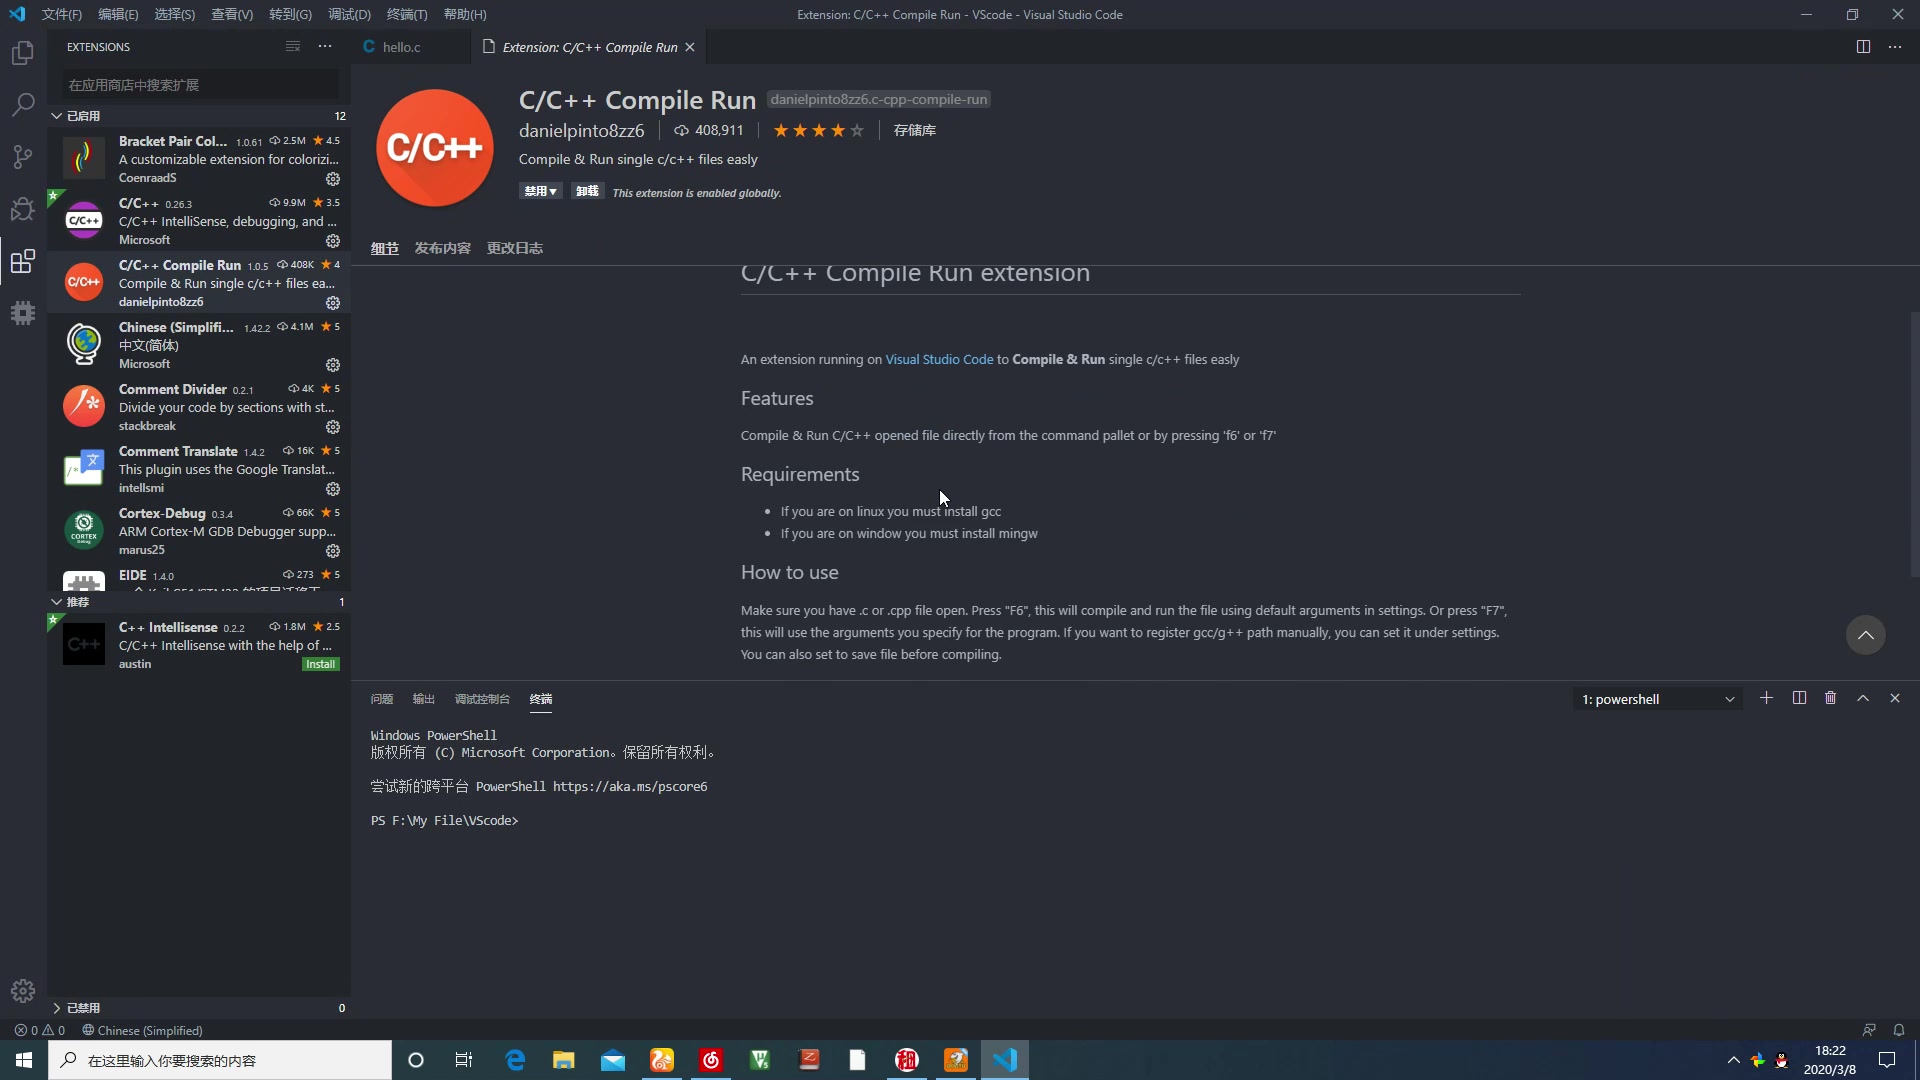 文件(F) 编辑(E) 选择(S) 查看(V) 转到(G) 调试(D) 终端(T) 帮助(H) Extension: C/C++ Compile Run - VScode - Visual Studio Code
EXTENSIONS
hello.c
Extension: C/C++ Compile Run
在应用商店中搜索扩展
已启用 12
Bracket Pair Col... 1.0.61 2.5M 4.5
A customizable extension for colorizi...
CoenraadS
C/C++ 0.26.3 9.9M 3.5
C/C++ IntelliSense, debugging, and ...
Microsoft
C/C++ Compile Run 1.0.5 408K 4
Compile & Run single c/c++ files ea...
danielpinto8zz6
Chinese (Simplifi... 1.42.2 4.1M 5
中文(简体)
Microsoft
Comment Divider 0.2.1 4K 5
Divide your code by sections with st...
stackbreak
Comment Translate 1.4.2 16K 5
This plugin uses the Google Translat...
intellsmi
Cortex-Debug 0.3.4 66K 5
ARM Cortex-M GDB Debugger supp...
marus25
EIDE 1.4.0 273 5
推荐 1
C++ Intellisense 0.2.2 1.8M 2.5
C/C++ Intellisense with the help of ...
austin Install
已禁用 0
C/C++
C/C++ Compile Run danielpinto8zz6.c-cpp-compile-run
danielpinto8zz6 408,911 存储库
Compile & Run single c/c++ files easly
禁用 卸载 This extension is enabled globally.
细节 发布内容 更改日志
C/C++ Compile Run extension
An extension running on Visual Studio Code to Compile & Run single c/c++ files easly
Features
Compile & Run C/C++ opened file directly from the command pallet or by pressing 'f6' or 'f7'
Requirements
• If you are on linux you must install gcc
• If you are on window you must install mingw
How to use
Make sure you have .c or .cpp file open. Press "F6", this will compile and run the file using default arguments in settings. Or press "F7",
this will use the arguments you specify for the program. If you want to register gcc/g++ path manually, you can set it under settings.
You can also set to save file before compiling.
问题 输出 调试控制台 终端 1: powershell
Windows PowerShell
版权所有 (C) Microsoft Corporation。保留所有权利。
尝试新的跨平台 PowerShell https://aka.ms/pscore6
PS F:\My File\VScode>
0 0 Chinese (Simplified)
在这里输入你要搜索的内容
18:22
2020/3/8